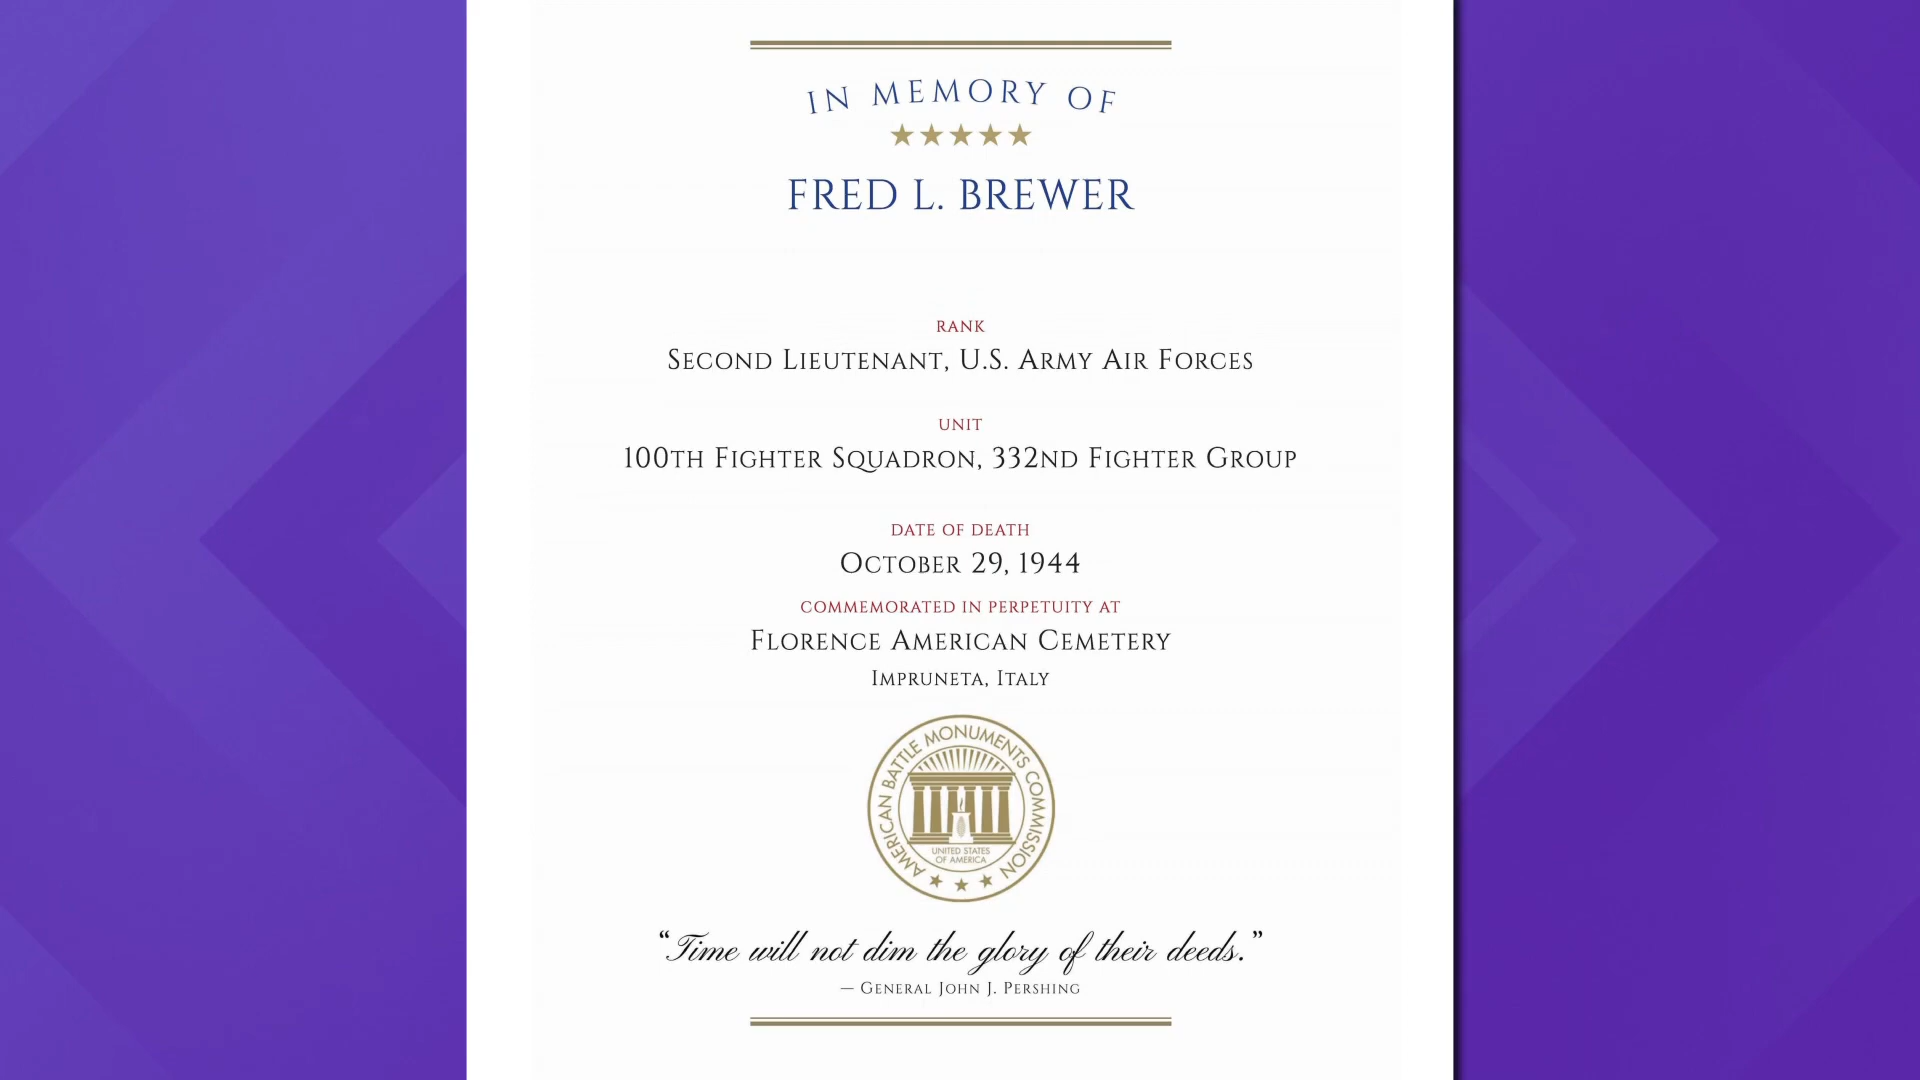 IN MEMORY OF
FRED L. BREWER
RANK
SECOND LIEUTENANT, U.S. ARMY AIR FORCES
UNIT
100TH FIGHTER SQUADRON, 332ND FIGHTER GROUP
DATE OF DEATH
OCTOBER 29, 1944
COMMEMORATED IN PERPETUITY AT
FLORENCE AMERICAN CEMETERY
IMPRUNETA, ITALY
AMERICAN BATTLE MONUMENTS COMMISSION
UNITED STATES
OF AMERICA
“Time will not dim the glory of their deeds.”
— GENERAL JOHN J. PERSHING